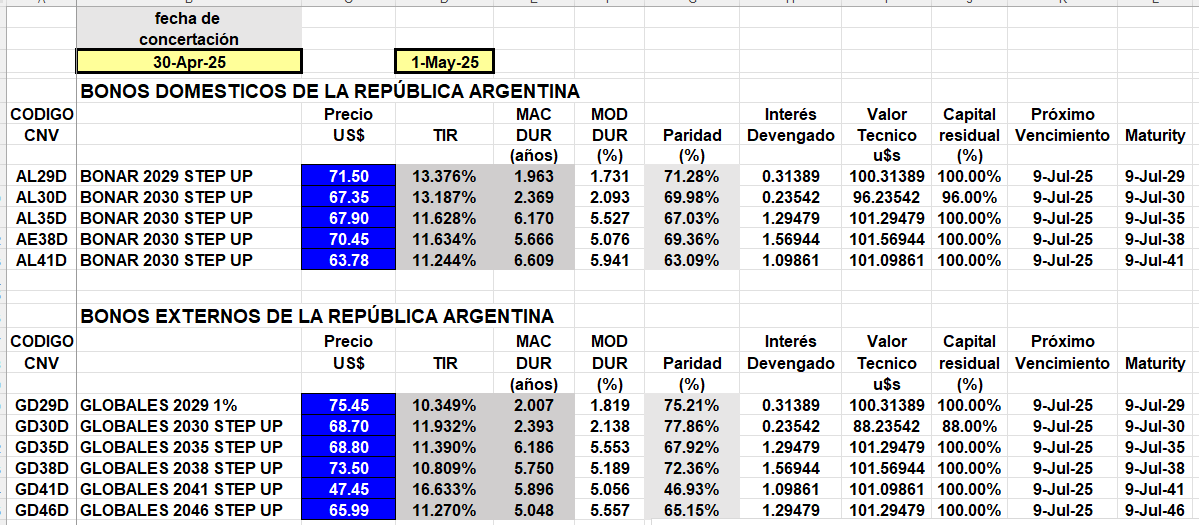 fecha de
concertación
30-Apr-25 1-May-25
BONOS DOMESTICOS DE LA REPÚBLICA ARGENTINA
CODIGO Precio MAC MOD Interés Valor Capital Próximo
CNV US$ TIR DUR DUR Paridad Devengado Tecnico residual Vencimiento Maturity
(años) (%) (%) u$s (%)
AL29D BONAR 2029 STEP UP 71.50 13.376% 1.963 1.731 71.28% 0.31389 100.31389 100.00% 9-Jul-25 9-Jul-29
AL30D BONAR 2030 STEP UP 67.35 13.187% 2.369 2.093 69.98% 0.23542 96.23542 96.00% 9-Jul-25 9-Jul-30
AL35D BONAR 2030 STEP UP 67.90 11.628% 6.170 5.527 67.03% 1.29479 101.29479 100.00% 9-Jul-25 9-Jul-35
AE38D BONAR 2030 STEP UP 70.45 11.634% 5.666 5.076 69.36% 1.56944 101.56944 100.00% 9-Jul-25 9-Jul-38
AL41D BONAR 2030 STEP UP 63.78 11.244% 6.609 5.941 63.09% 1.09861 101.09861 100.00% 9-Jul-25 9-Jul-41
BONOS EXTERNOS DE LA REPÚBLICA ARGENTINA
CODIGO Precio MAC MOD Interés Valor Capital Próximo
CNV US$ TIR DUR DUR Paridad Devengado Tecnico residual Vencimiento Maturity
(años) (%) (%) u$s (%)
GD29D GLOBALES 2029 1% 75.45 10.349% 2.007 1.819 75.21% 0.31389 100.31389 100.00% 9-Jul-25 9-Jul-29
GD30D GLOBALES 2030 STEP UP 68.70 11.932% 2.393 2.138 77.86% 0.23542 88.23542 88.00% 9-Jul-25 9-Jul-30
GD35D GLOBALES 2035 STEP UP 68.80 11.390% 6.186 5.553 67.92% 1.29479 101.29479 100.00% 9-Jul-25 9-Jul-35
GD38D GLOBALES 2038 STEP UP 73.50 10.809% 5.750 5.189 72.36% 1.56944 101.56944 100.00% 9-Jul-25 9-Jul-38
GD41D GLOBALES 2041 STEP UP 47.45 16.633% 5.896 5.056 46.93% 1.09861 101.09861 100.00% 9-Jul-25 9-Jul-41
GD46D GLOBALES 2046 STEP UP 65.99 11.270% 5.048 5.557 65.15% 1.29479 101.29479 100.00% 9-Jul-25 9-Jul-46